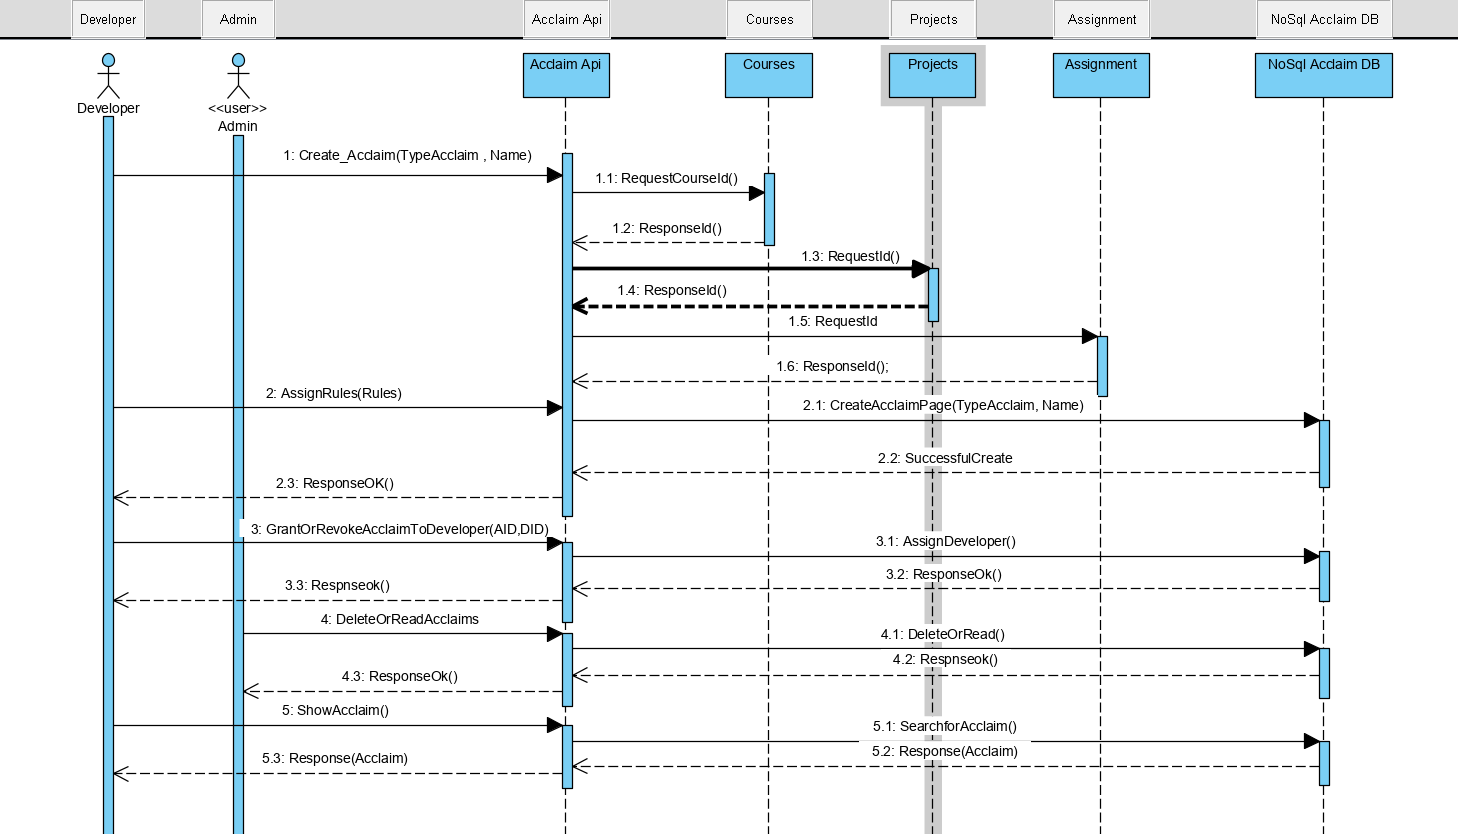 Developer
Admin
Acclaim Api
Courses
Projects
Assignment
NoSql Acclaim DB
Developer
<<user>>
Admin
Acclaim Api
Courses
Projects
Assignment
NoSql Acclaim DB
1: Create_Acclaim(TypeAcclaim , Name)
1.1: RequestCourseId()
1.2: ResponseId()
1.3: RequestId()
1.4: ResponseId()
1.5: RequestId
1.6: ResponseId();
2: AssignRules(Rules)
2.1: CreateAcclaimPage(TypeAcclaim, Name)
2.2: SuccessfulCreate
2.3: ResponseOK()
3: GrantOrRevokeAcclaimToDeveloper(AID,DID)
3.1: AssignDeveloper()
3.2: ResponseOk()
3.3: Respnseok()
4: DeleteOrReadAcclaims
4.1: DeleteOrRead()
4.2: Respnseok()
4.3: ResponseOk()
5: ShowAcclaim()
5.1: SearchforAcclaim()
5.2: Response(Acclaim)
5.3: Response(Acclaim)